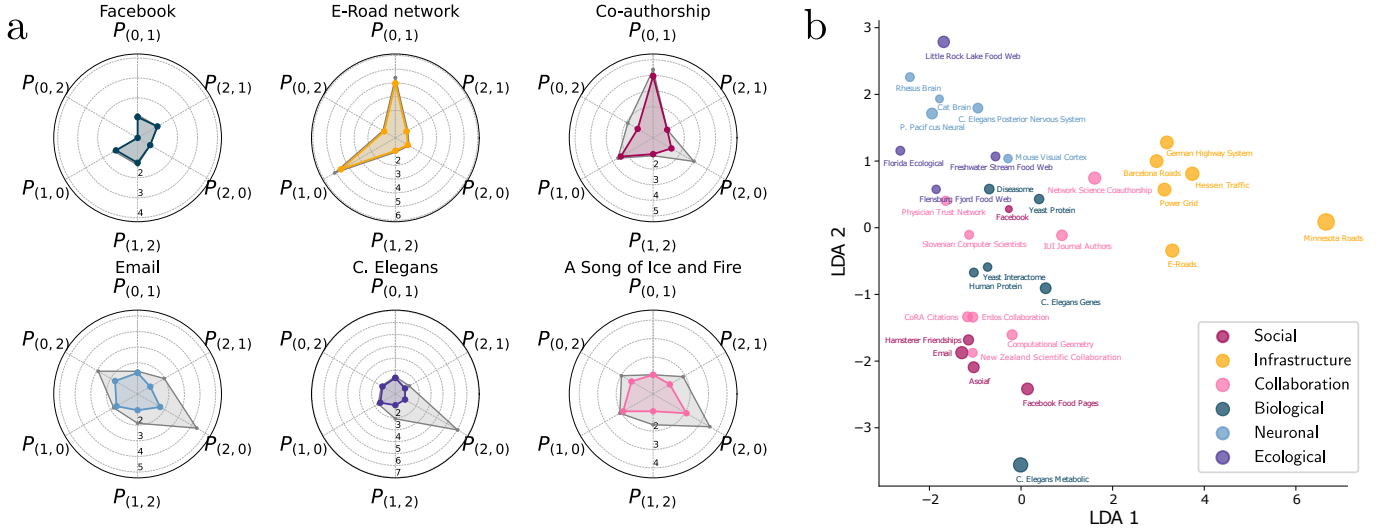 a
Facebook
P(0, 1)
P(0, 2)
P(2, 1)
P(1, 0)
P(2, 0)
P(1, 2)
2
3
4
E-Road network
P(0, 1)
P(0, 2)
P(2, 1)
P(1, 0)
P(2, 0)
P(1, 2)
2
3
4
5
6
Co-authorship
P(0, 1)
P(0, 2)
P(2, 1)
P(1, 0)
P(2, 0)
P(1, 2)
2
3
4
5
Email
P(0, 1)
P(0, 2)
P(2, 1)
P(1, 0)
P(2, 0)
P(1, 2)
2
3
4
5
C. Elegans
P(0, 1)
P(0, 2)
P(2, 1)
P(1, 0)
P(2, 0)
P(1, 2)
2
3
4
5
6
7
A Song of Ice and Fire
P(0, 1)
P(0, 2)
P(2, 1)
P(1, 0)
P(2, 0)
P(1, 2)
2
3
4
b
LDA 2
3
2
1
0
−1
−2
−3
Little Rock Lake Food Web
Rhesus Brain
Cat Brain
C. Elegans Posterior Nervous System
P. Pacif cus Neural
Florida Ecological
Mouse Visual Cortex
Freshwater Stream Food Web
German Highway System
Barcelona Roads
Hessen Traffic
Power Grid
Network Science Coauthorship
Diseasome
Flensburg Fjord Food Web
Yeast Protein
Physician Trust Network
Facebook
Minnesota Roads
Slovenian Computer Scientists
IUI Journal Authors
E-Roads
Yeast Interactome
Human Protein
C. Elegans Genes
CoRA Citations
Erdos Collaboration
Hamsterer Friendships
Computational Geometry
Email
New Zealand Scientific Collaboration
Asoiaf
Facebook Food Pages
C. Elegans Metabolic
Social
Infrastructure
Collaboration
Biological
Neuronal
Ecological
−2
0
2
4
6
LDA 1